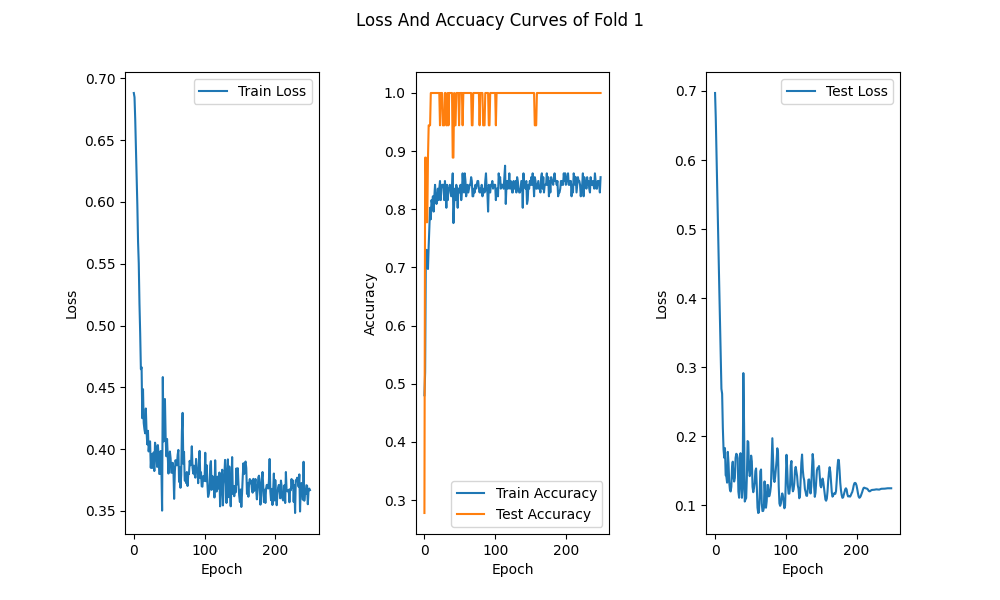 Loss And Accuacy Curves of Fold 1
Train Loss
0.70
0.65
0.60
0.55
0.50
0.45
0.40
0.35
Loss
0 100 200
Epoch
1.0
0.9
0.8
0.7
0.6
0.5
0.4
0.3
Accuracy
Train Accuracy
Test Accuracy
0 100 200
Epoch
Test Loss
0.7
0.6
0.5
0.4
0.3
0.2
0.1
Loss
0 100 200
Epoch